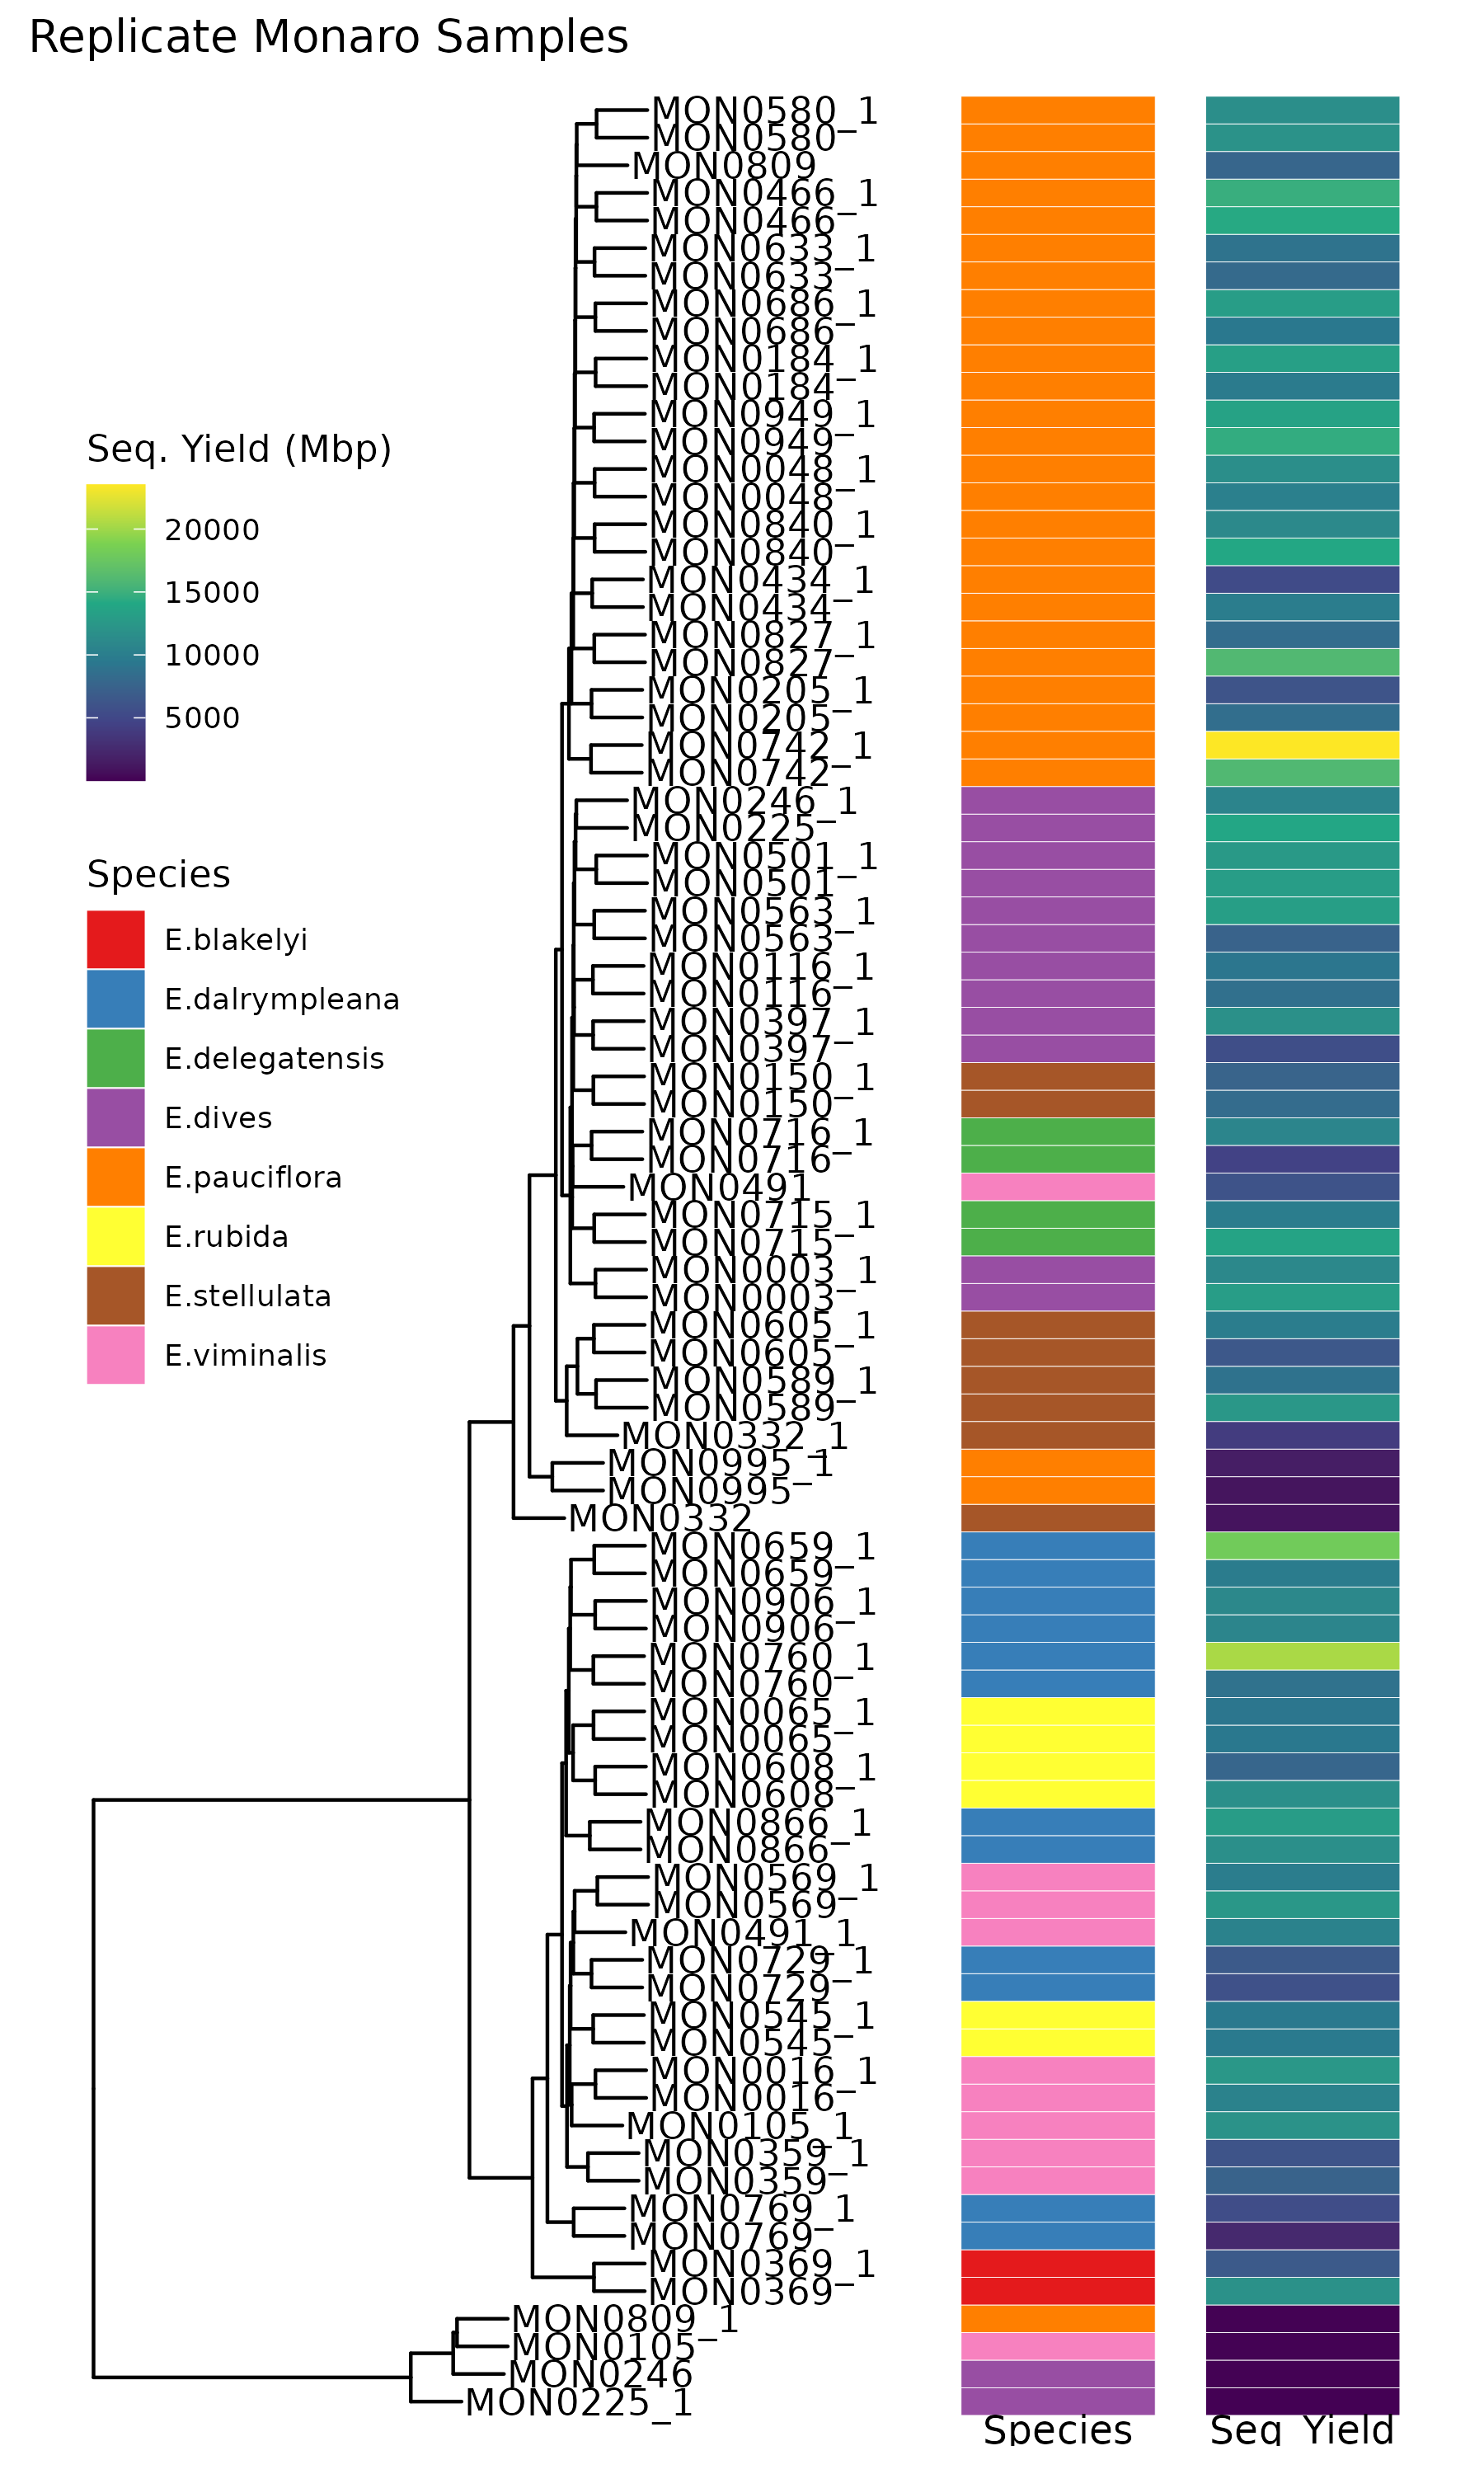 Replicate Monaro Samples
Seq. Yield (Mbp)
20000
15000
10000
5000
Species
E.blakelyi
E.dalrympleana
E.delegatensis
E.dives
E.pauciflora
E.rubida
E.stellulata
E.viminalis
MON0580_1
MON0580
MON0809
MON0466_1
MON0466
MON0633_1
MON0633
MON0686_1
MON0686
MON0184_1
MON0184
MON0949_1
MON0949
MON0048_1
MON0048
MON0840_1
MON0840
MON0434_1
MON0434
MON0827_1
MON0827
MON0205_1
MON0205
MON0742_1
MON0742
MON0246_1
MON0225
MON0501_1
MON0501
MON0563_1
MON0563
MON0116_1
MON0116
MON0397_1
MON0397
MON0150_1
MON0150
MON0716_1
MON0716
MON0491
MON0715_1
MON0715
MON0003_1
MON0003
MON0605_1
MON0605
MON0589_1
MON0589
MON0332_1
MON0995_1
MON0995
MON0332
MON0659_1
MON0659
MON0906_1
MON0906
MON0760_1
MON0760
MON0065_1
MON0065
MON0608_1
MON0608
MON0866_1
MON0866
MON0569_1
MON0569
MON0491_1
MON0729_1
MON0729
MON0545_1
MON0545
MON0016_1
MON0016
MON0105_1
MON0359_1
MON0359
MON0769_1
MON0769
MON0369_1
MON0369
MON0809_1
MON0105
MON0246
MON0225_1
Species
Seq Yield